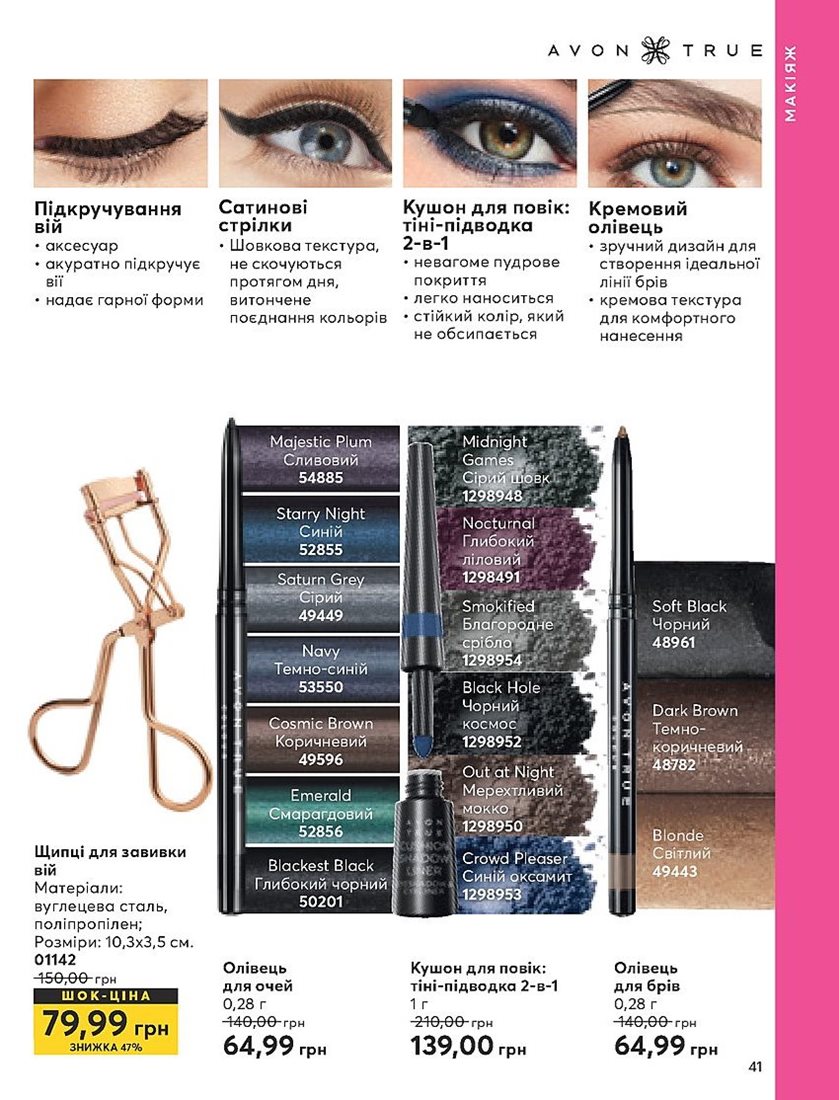 AVON TRUE
МАКІЯЖ
Підкручування
вій
• аксесуар
• акуратно підкручує
вії
• надає гарної форми
Сатинові
стрілки
• Шовкова текстура,
не скочуються
протягом дня,
витончене
поєднання кольорів
Кушон для повік:
тіні-підводка
2-в-1
• невагоме пудрове
покриття
• легко наноситься
• стійкий колір, який
не обсипається
Кремовий
олівець
• зручний дизайн для
створення ідеальної
лінії брів
• кремова текстура
для комфортного
нанесення
Majestic Plum
Сливовий
54885
Starry Night
Синій
52855
Saturn Grey
Сірий
49449
Navy
Темно-синій
53550
Cosmic Brown
Коричневий
49596
Emerald
Смарагдовий
52856
Blackest Black
Глибокий чорний
50201
AVON TRUE
Midnight
Games
Сірий шовк
1298948
Nocturnal
Глибокий
ліловий
1298491
Smokified
Благородне
срібло
1298954
Black Hole
Чорний
космос
1298952
Out at Night
Мерехтливий
мокко
1298950
Crowd Pleaser
Синій оксамит
1298953
AVON
TRUE
CUSHION
SHADOW
LINER
AVON TRUE
Soft Black
Чорний
48961
Dark Brown
Темно-
коричневий
48782
Blonde
Світлий
49443
Щипці для завивки
вій
Матеріали:
вуглецева сталь,
поліпропілен;
Розміри: 10,3х3,5 см.
01142
150,00 грн
ШОК-ЦІНА
79,99 грн
ЗНИЖКА 47%
Олівець
для очей
0,28 г
140,00 грн
64,99 грн
Кушон для повік:
тіні-підводка 2-в-1
1 г
210,00 грн
139,00 грн
Олівець
для брів
0,28 г
140,00 грн
64,99 грн
41